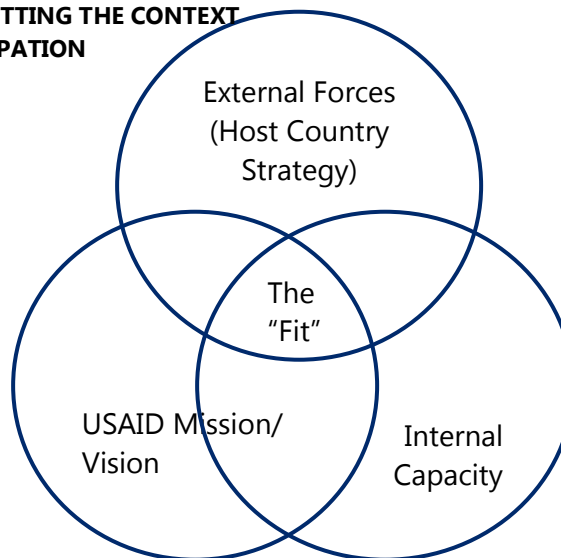 TTING THE CONTEXT
PATION
External Forces
(Host Country
Strategy)
The
“Fit”
USAID Mission/
Vision
Internal
Capacity